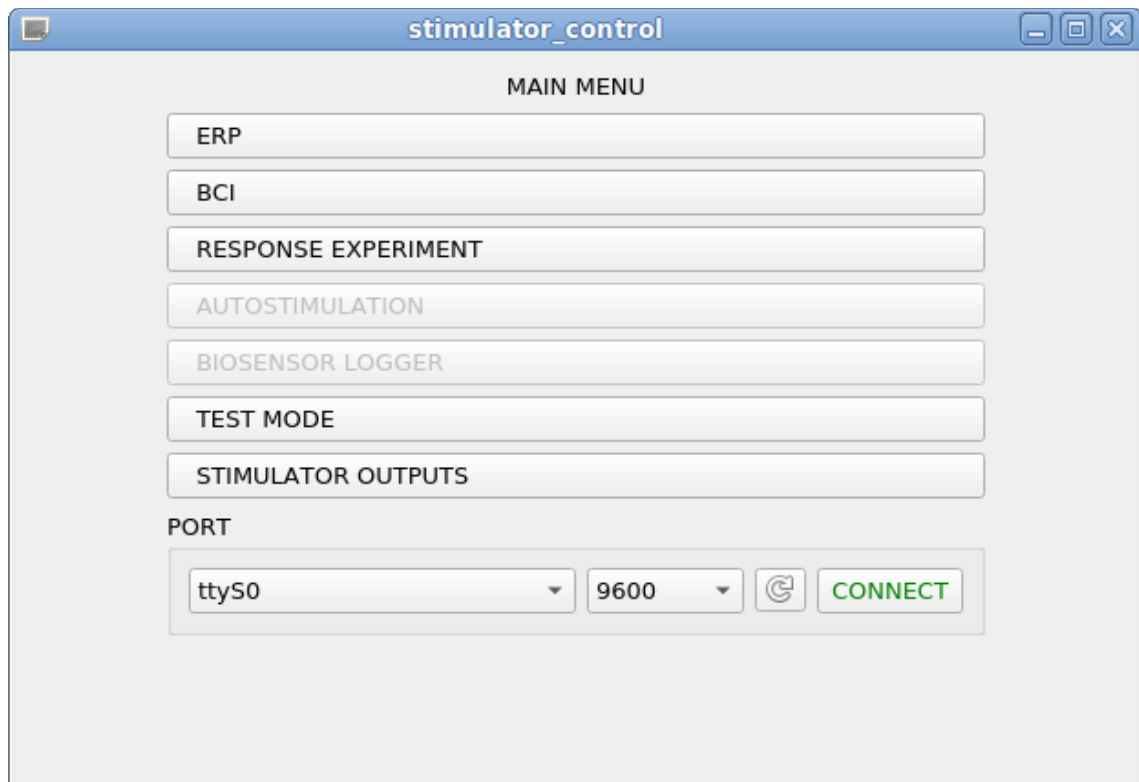 stimulator_control
MAIN MENU
ERP
BCI
RESPONSE EXPERIMENT
AUTOSTIMULATION
BIOSENSOR LOGGER
TEST MODE
STIMULATOR OUTPUTS
PORT
ttyS0 9600 CONNECT